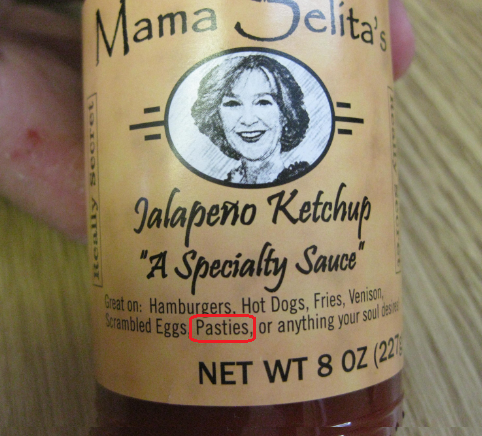 Mama Selita's
Really Secret
Jalapeño Ketchup
"A Specialty Sauce"
Great on: Hamburgers, Hot Dogs, Fries, Venison,
Scrambled Eggs, Pasties, or anything your soul desires
NET WT 8 OZ (227g